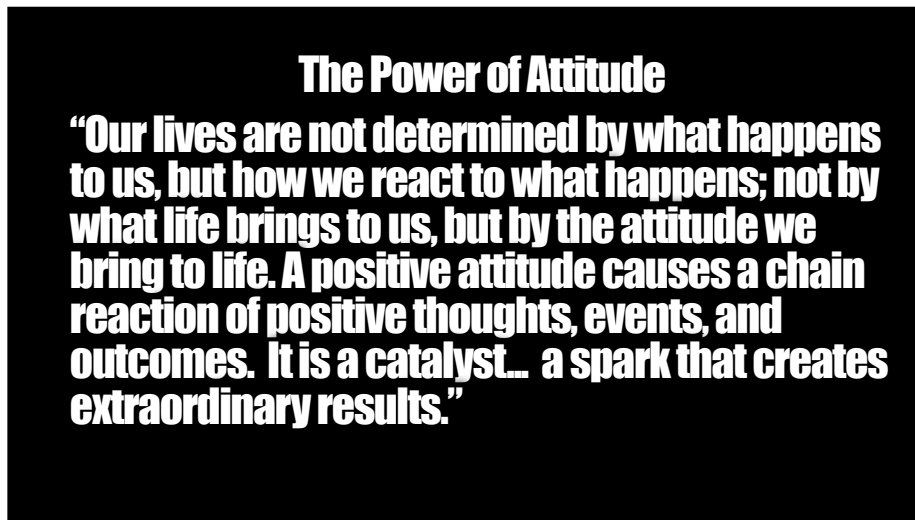 The Power of Attitude
“Our lives are not determined by what happens
to us, but how we react to what happens; not by
what life brings to us, but by the attitude we
bring to life. A positive attitude causes a chain
reaction of positive thoughts, events, and
outcomes.  It is a catalyst...  a spark that creates
extraordinary results.”